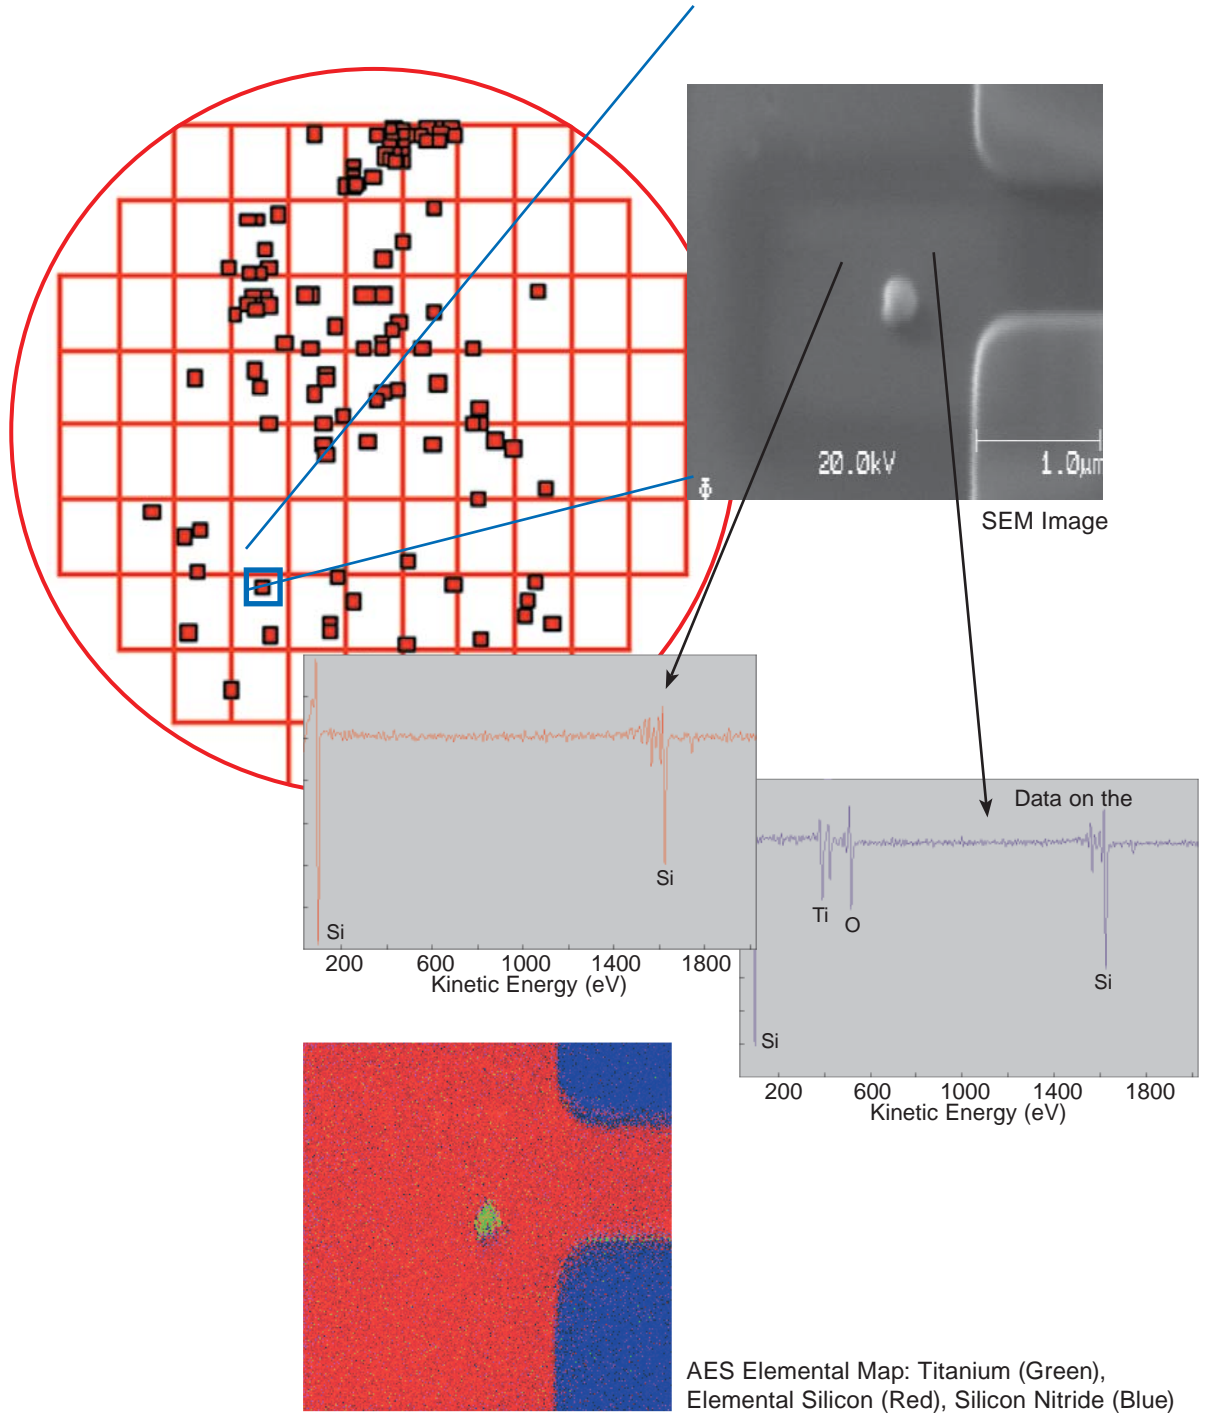 20.0kV
1.0µm
SEM Image
Si
Si
200 600 1000 1400 1800
Kinetic Energy (eV)
Data on the
Ti
O
Si
Si
200 600 1000 1400 1800
Kinetic Energy (eV)
AES Elemental Map: Titanium (Green),
Elemental Silicon (Red), Silicon Nitride (Blue)